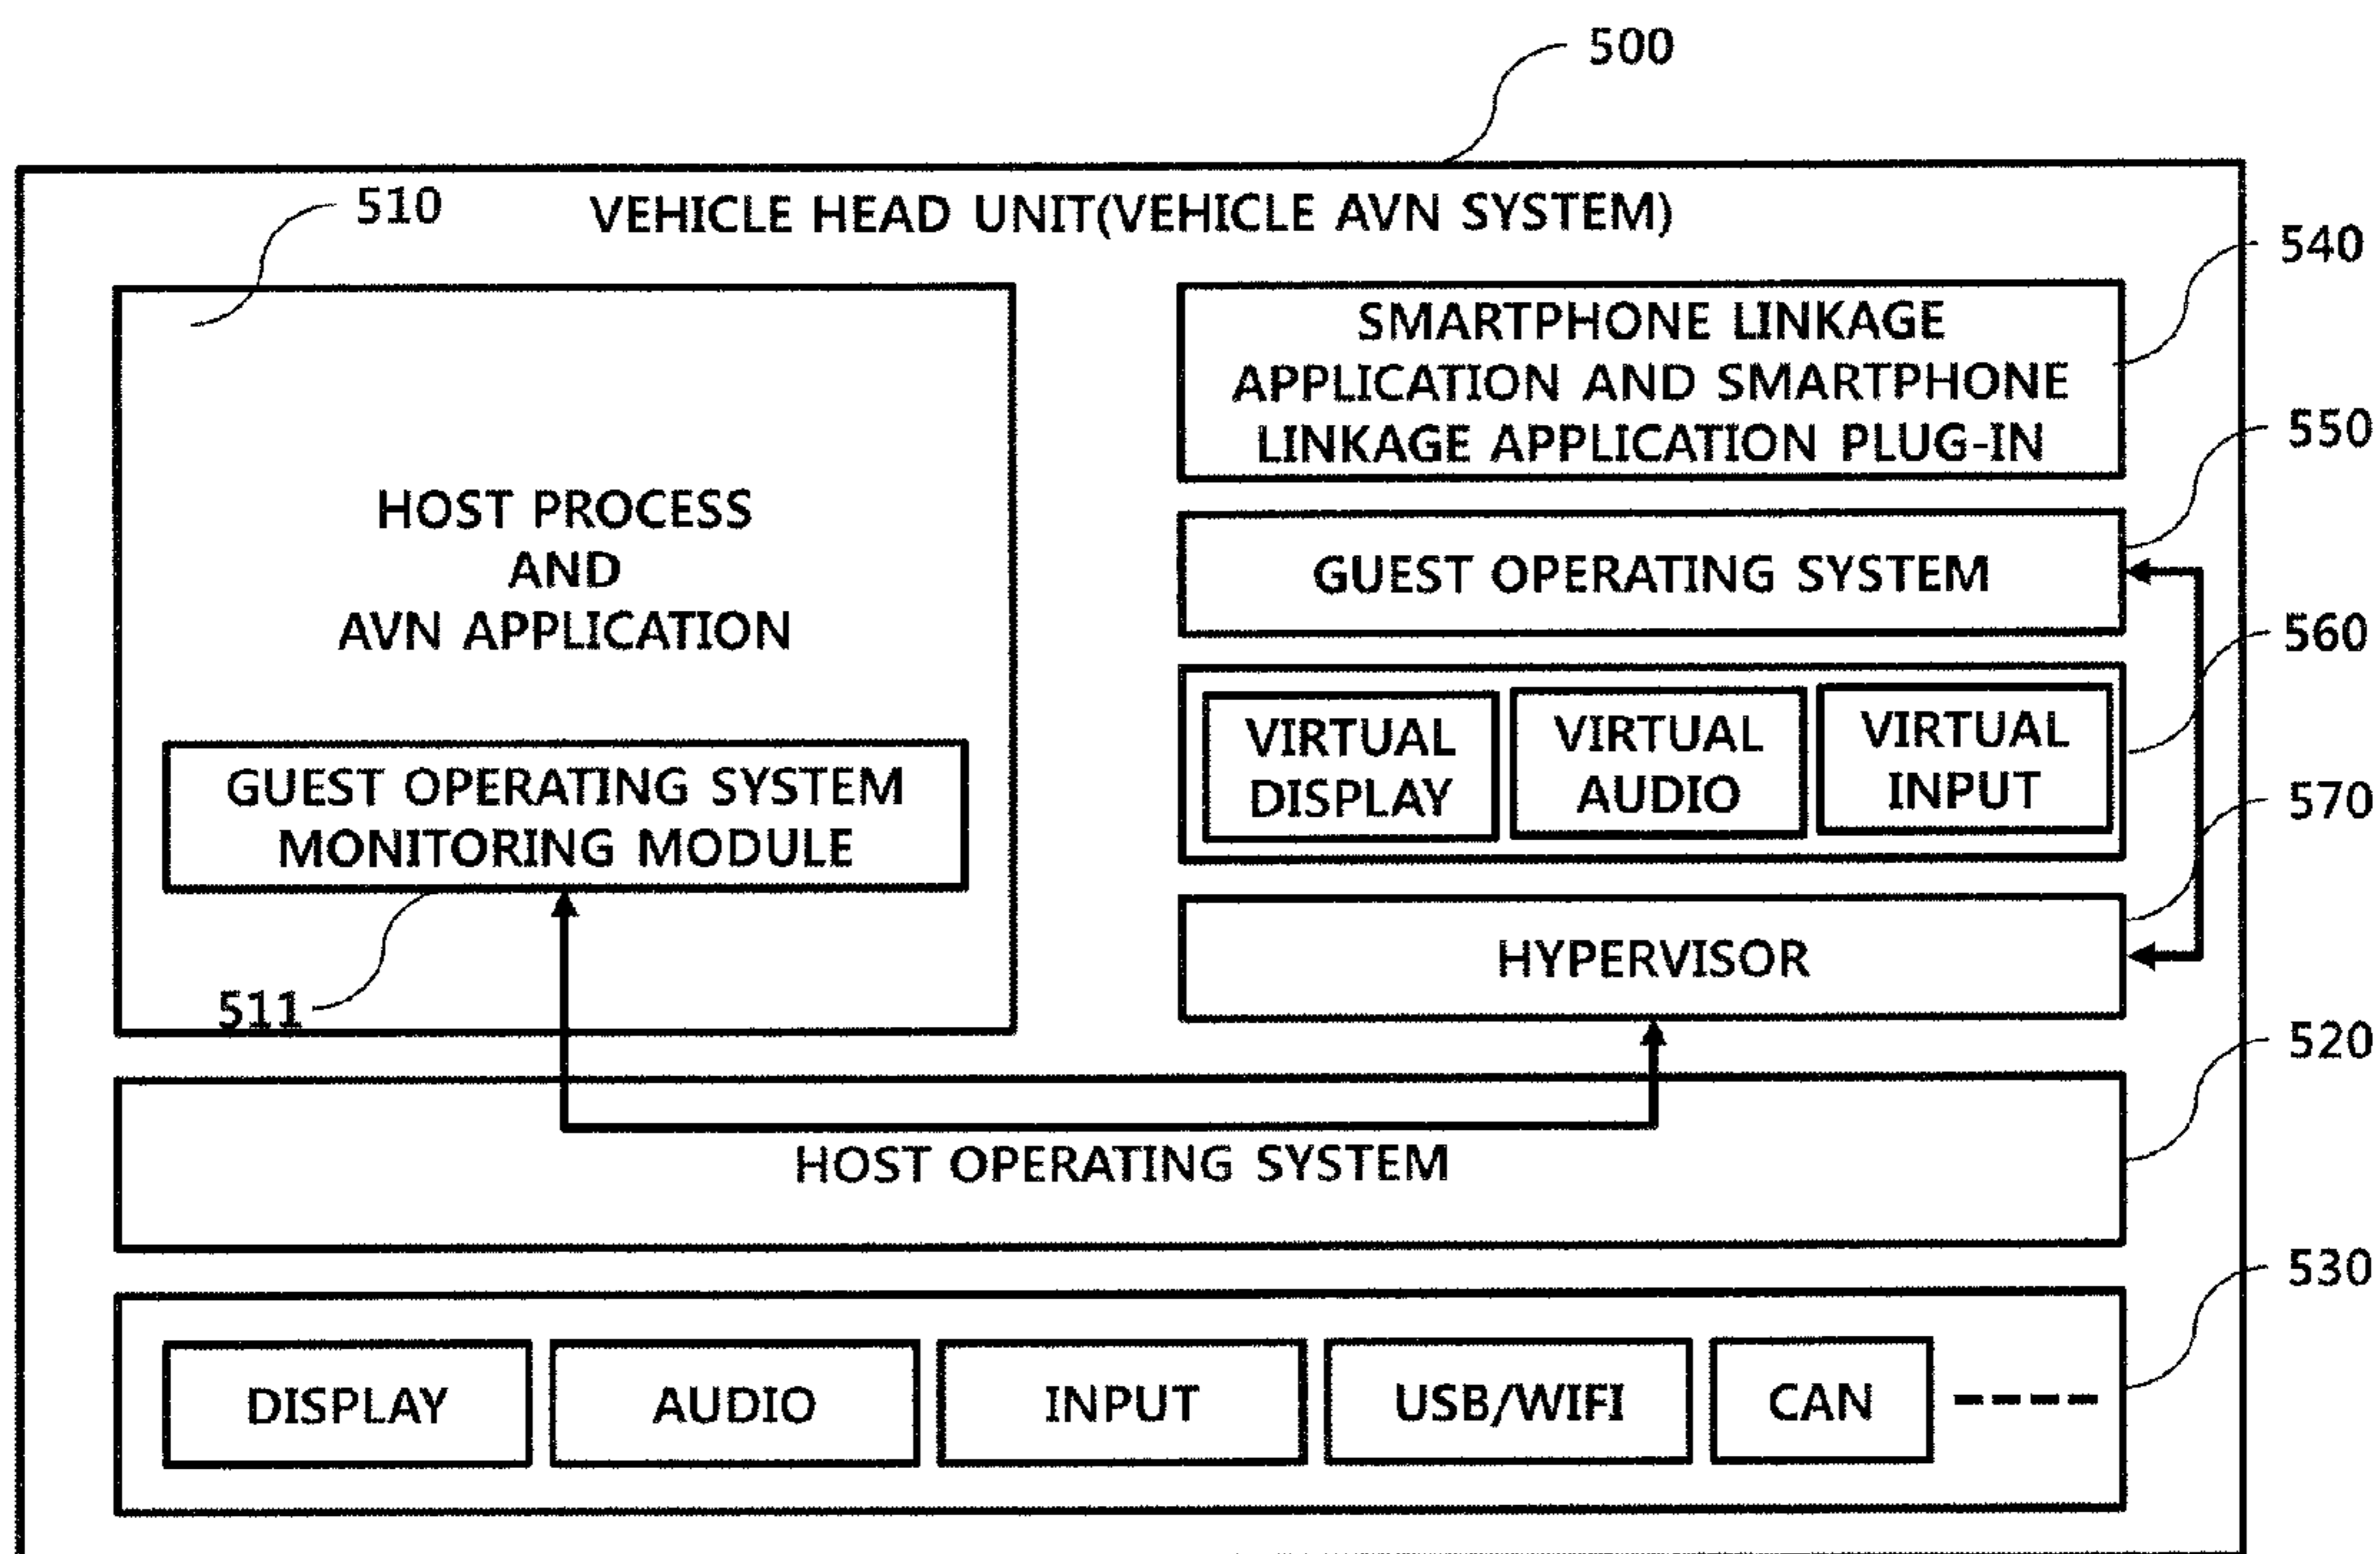 500
VEHICLE HEAD UNIT(VEHICLE AVN SYSTEM)
510
540
SMARTPHONE LINKAGE
APPLICATION AND SMARTPHONE
LINKAGE APPLICATION PLUG-IN
550
HOST PROCESS
AND
AVN APPLICATION
GUEST OPERATING SYSTEM
560
VIRTUAL
DISPLAY
VIRTUAL
AUDIO
VIRTUAL
INPUT
GUEST OPERATING SYSTEM
MONITORING MODULE
570
HYPERVISOR
511
520
HOST OPERATING SYSTEM
530
DISPLAY
AUDIO
INPUT
USB/WIFI
CAN